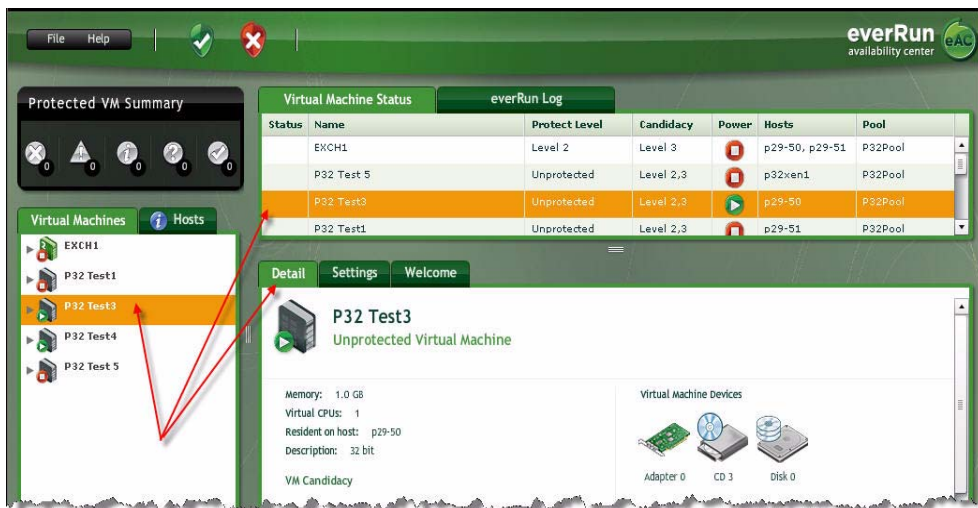 File Help
everRun
availability center
eAC
Protected VM Summary
0 0 0 0 0
Virtual Machines Hosts
EXCH1
P32 Test1
P32 Test3
P32 Test4
P32 Test 5
Virtual Machine Status everRun Log
Status Name Protect Level Candidacy Power Hosts Pool
EXCH1 Level 2 Level 3 p29-50, p29-51 P32Pool
P32 Test 5 Unprotected Level 2,3 p32xen1 P32Pool
P32 Test3 Unprotected Level 2,3 p29-50 P32Pool
P32 Test1 Unprotected Level 2,3 p29-51 P32Pool
Detail Settings Welcome
P32 Test3
Unprotected Virtual Machine
Memory: 1.0 GB
Virtual CPUs: 1
Resident on host: p29-50
Description: 32 bit
VM Candidacy
Virtual Machine Devices
Adapter 0 CD 3 Disk 0